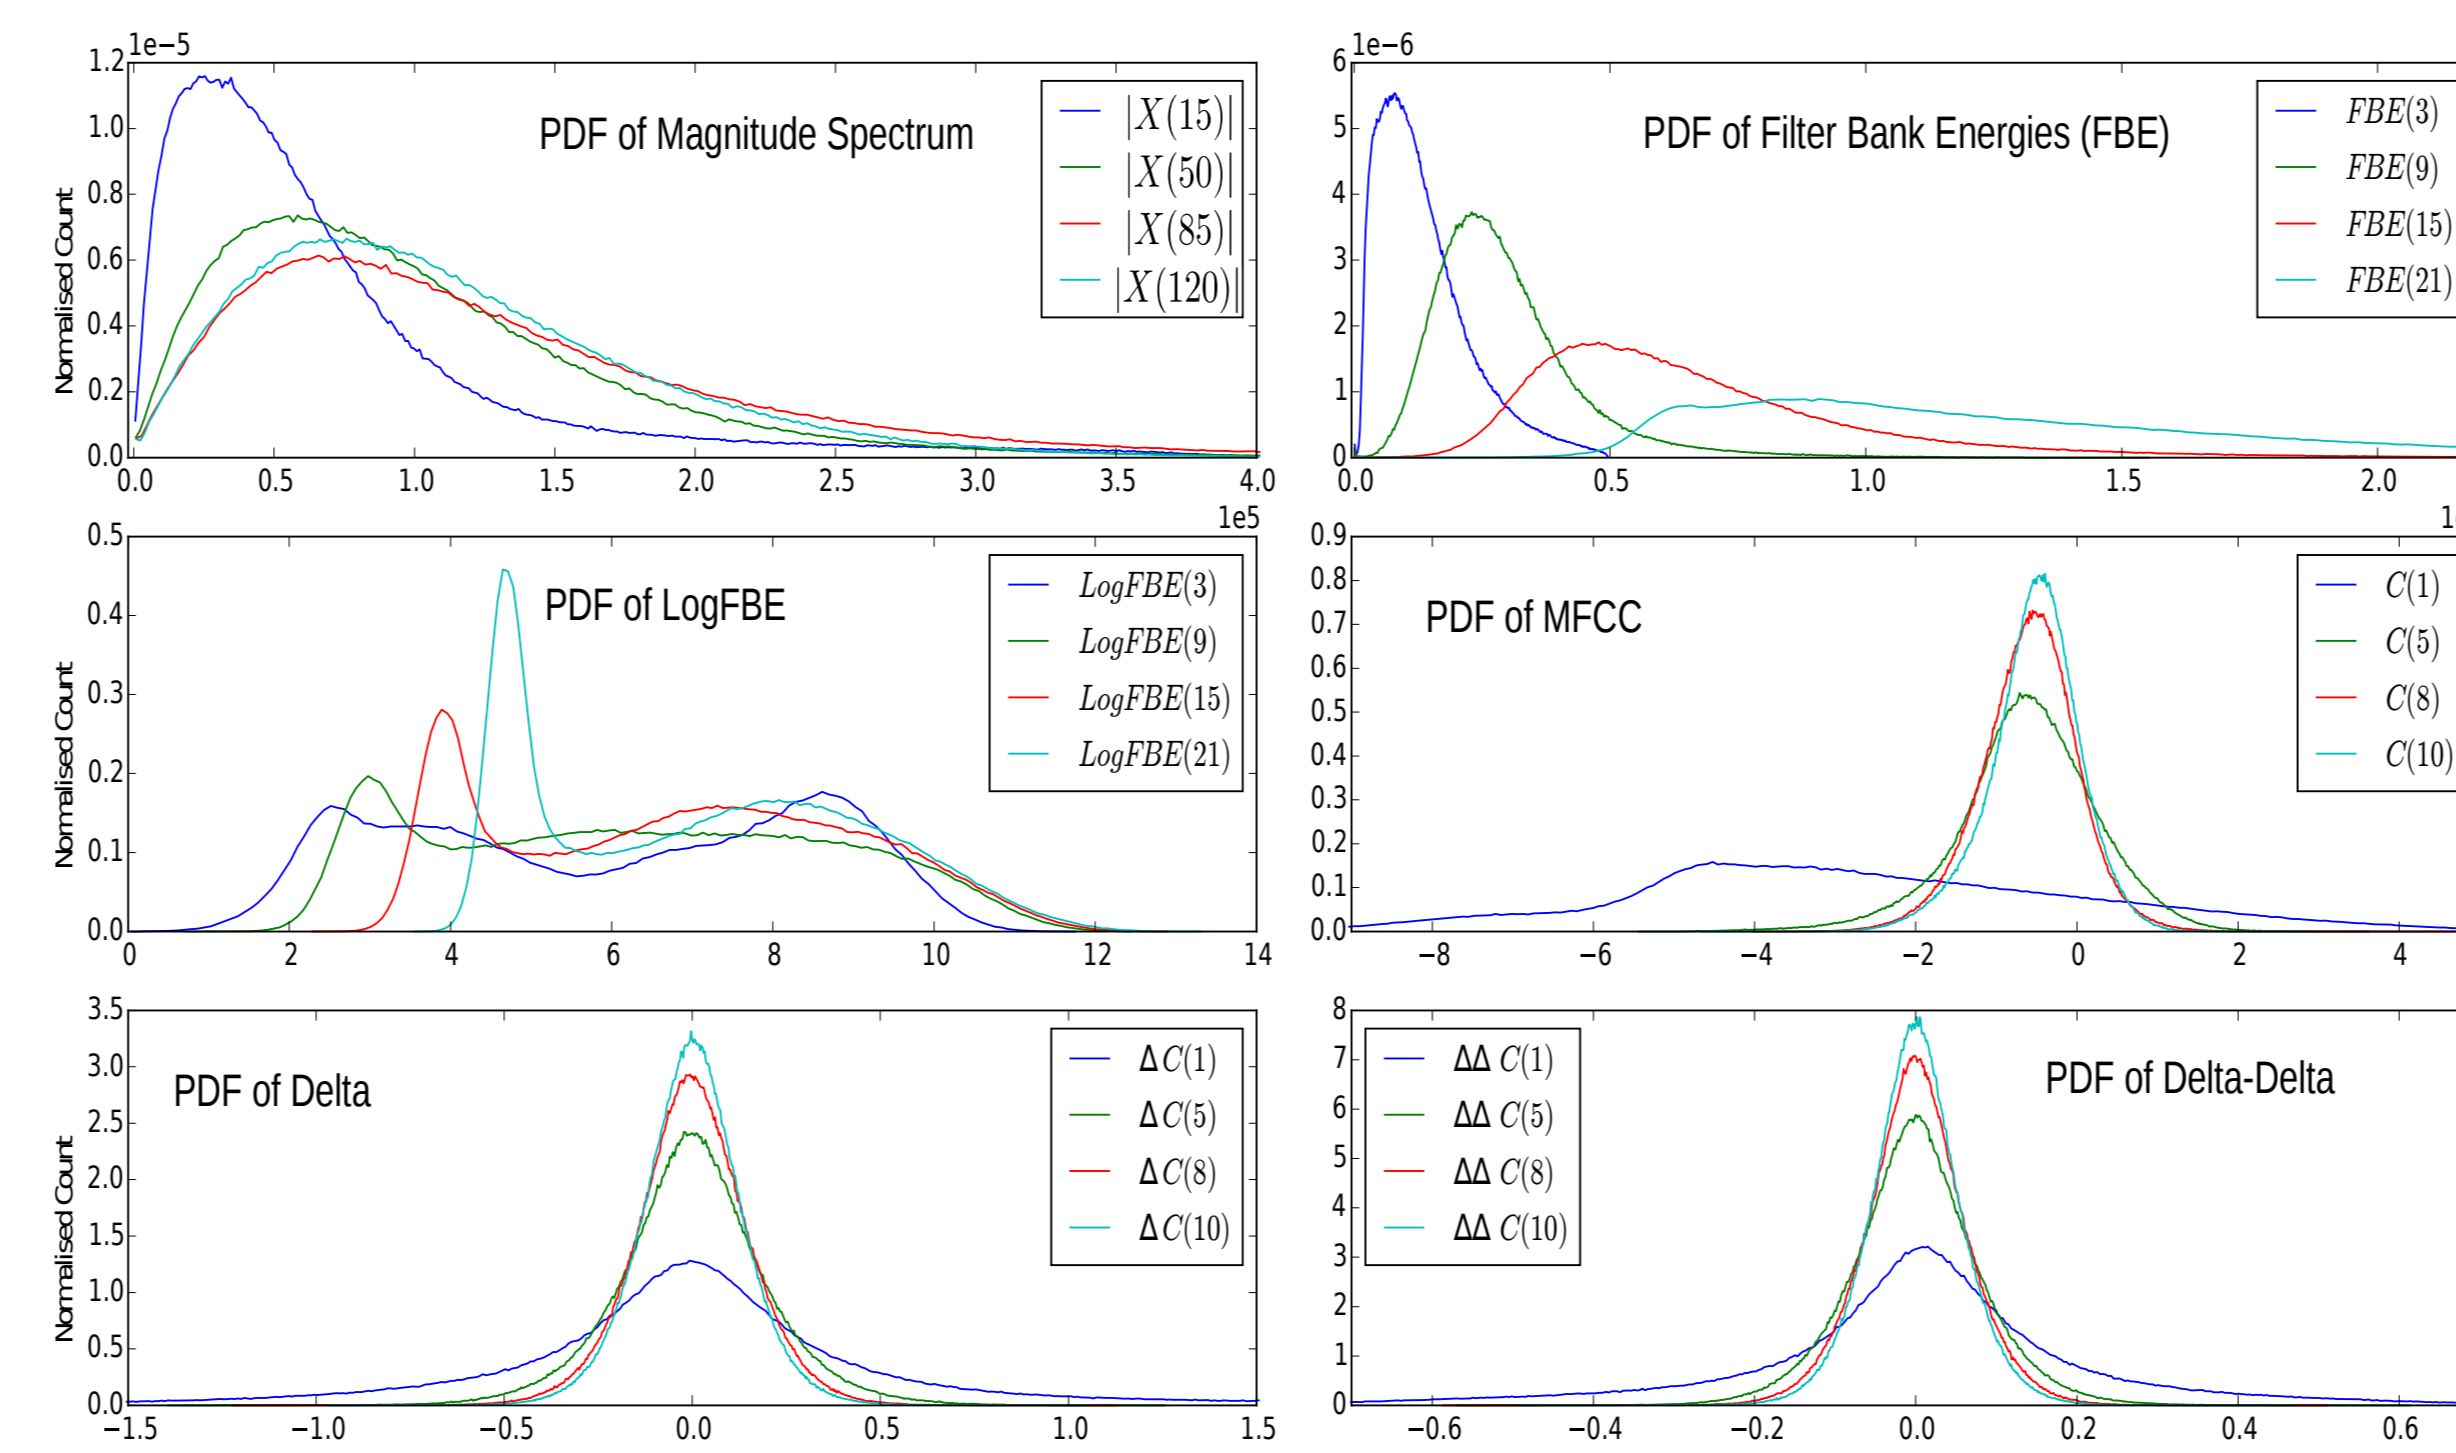 1e−5
1.2
1.0
0.8
0.6
0.4
0.2
0.0
Normalised Count
PDF of Magnitude Spectrum
|X(15)|
|X(50)|
|X(85)|
|X(120)|
0.0 0.5 1.0 1.5 2.0 2.5 3.0 3.5 4.0
1e5
1e−6
6
5
4
3
2
1
0
PDF of Filter Bank Energies (FBE)
FBE(3)
FBE(9)
FBE(15)
FBE(21)
0.0 0.5 1.0 1.5 2.0
0.5
0.4
0.3
0.2
0.1
0.0
Normalised Count
PDF of LogFBE
LogFBE(3)
LogFBE(9)
LogFBE(15)
LogFBE(21)
0 2 4 6 8 10 12 14
0.9
0.8
0.7
0.6
0.5
0.4
0.3
0.2
0.1
0.0
PDF of MFCC
C(1)
C(5)
C(8)
C(10)
−8 −6 −4 −2 0 2 4
3.5
3.0
2.5
2.0
1.5
1.0
0.5
0.0
Normalised Count
PDF of Delta
Δ C(1)
Δ C(5)
Δ C(8)
Δ C(10)
−1.5 −1.0 −0.5 0.0 0.5 1.0 1.5
8
7
6
5
4
3
2
1
0
ΔΔ C(1)
ΔΔ C(5)
ΔΔ C(8)
ΔΔ C(10)
PDF of Delta-Delta
−0.6 −0.4 −0.2 0.0 0.2 0.4 0.6